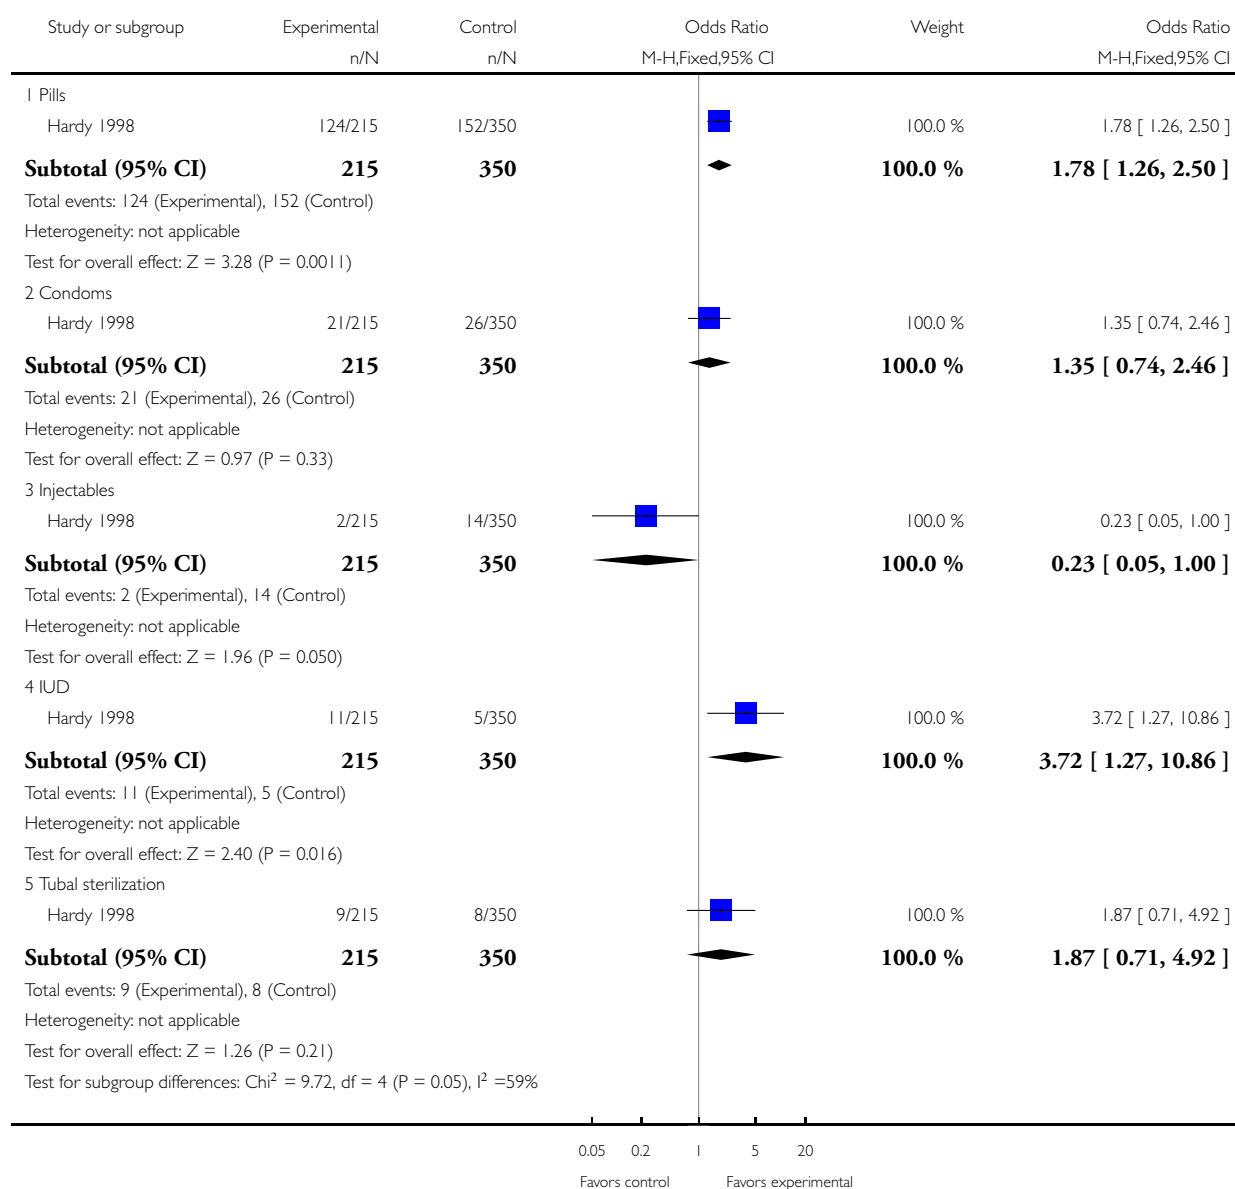 Study or subgroup Experimental Control Odds Ratio Weight Odds Ratio
n/N n/N M-H,Fixed,95% CI M-H,Fixed,95% CI
1 Pills
Hardy 1998 124/215 152/350 100.0 % 1.78 [ 1.26, 2.50 ]
Subtotal (95% CI) 215 350 100.0 % 1.78 [ 1.26, 2.50 ]
Total events: 124 (Experimental), 152 (Control)
Heterogeneity: not applicable
Test for overall effect: Z = 3.28 (P = 0.0011)
2 Condoms
Hardy 1998 21/215 26/350 100.0 % 1.35 [ 0.74, 2.46 ]
Subtotal (95% CI) 215 350 100.0 % 1.35 [ 0.74, 2.46 ]
Total events: 21 (Experimental), 26 (Control)
Heterogeneity: not applicable
Test for overall effect: Z = 0.97 (P = 0.33)
3 Injectables
Hardy 1998 2/215 14/350 100.0 % 0.23 [ 0.05, 1.00 ]
Subtotal (95% CI) 215 350 100.0 % 0.23 [ 0.05, 1.00 ]
Total events: 2 (Experimental), 14 (Control)
Heterogeneity: not applicable
Test for overall effect: Z = 1.96 (P = 0.050)
4 IUD
Hardy 1998 11/215 5/350 100.0 % 3.72 [ 1.27, 10.86 ]
Subtotal (95% CI) 215 350 100.0 % 3.72 [ 1.27, 10.86 ]
Total events: 11 (Experimental), 5 (Control)
Heterogeneity: not applicable
Test for overall effect: Z = 2.40 (P = 0.016)
5 Tubal sterilization
Hardy 1998 9/215 8/350 100.0 % 1.87 [ 0.71, 4.92 ]
Subtotal (95% CI) 215 350 100.0 % 1.87 [ 0.71, 4.92 ]
Total events: 9 (Experimental), 8 (Control)
Heterogeneity: not applicable
Test for overall effect: Z = 1.26 (P = 0.21)
Test for subgroup differences: Chi² = 9.72, df = 4 (P = 0.05), I² =59%
0.05 0.2 1 5 20
Favors control Favors experimental